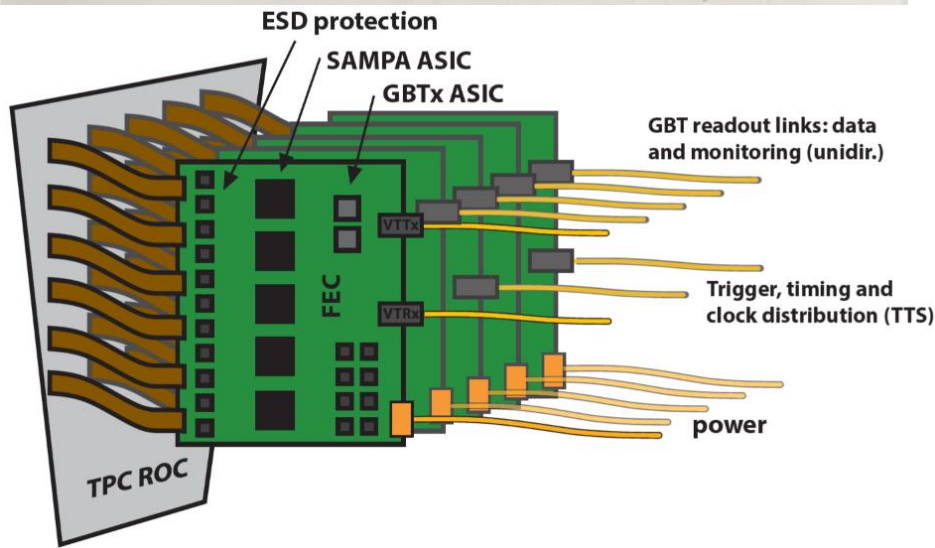 ESD protection
SAMPA ASIC
GBTx ASIC
GBT readout links: data
and monitoring (unidir.)
VTTx
FEC
VTRx
Trigger, timing and
clock distribution (TTS)
power
TPC ROC